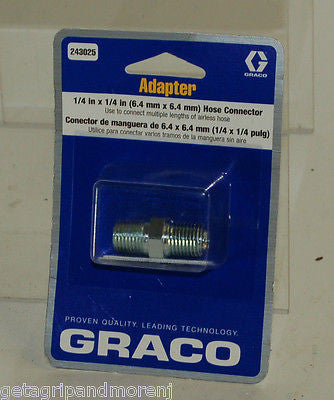 243025
GRACO
Adapter
1/4 in x 1/4 in (6.4 mm x 6.4 mm) Hose Connector
Use to connect multiple lengths of airless hose
Conector de manguera de 6.4 x 6.4 mm (1/4 x 1/4 pulg)
Utilice para conectar varios tramos de la manguera sin aire
PROVEN QUALITY. LEADING TECHNOLOGY.
GRACO
getagripandmorenj